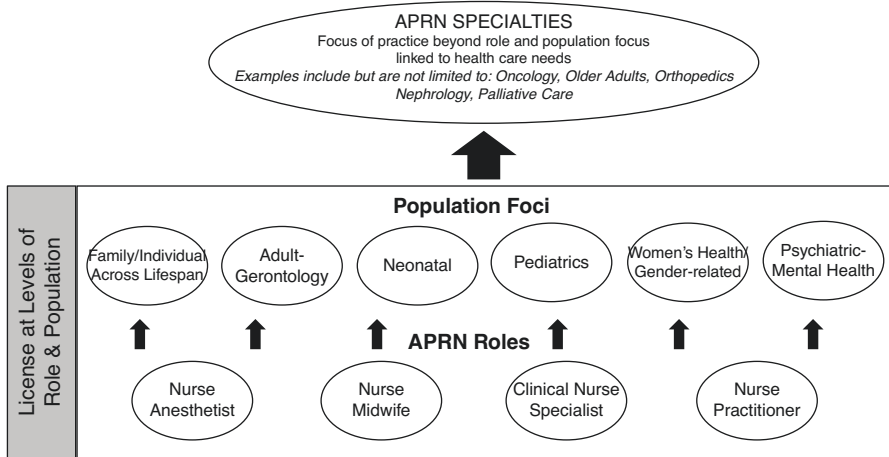 APRN SPECIALTIES
Focus of practice beyond role and population focus
linked to health care needs
Examples include but are not limited to: Oncology, Older Adults, Orthopedics
Nephrology, Palliative Care
License at Levels of
Role & Population
Population Foci
Family/Individual
Across Lifespan
Adult-
Gerontology
Neonatal
Pediatrics
Women's Health/
Gender-related
Psychiatric-
Mental Health
APRN Roles
Nurse
Anesthetist
Nurse
Midwife
Clinical Nurse
Specialist
Nurse
Practitioner